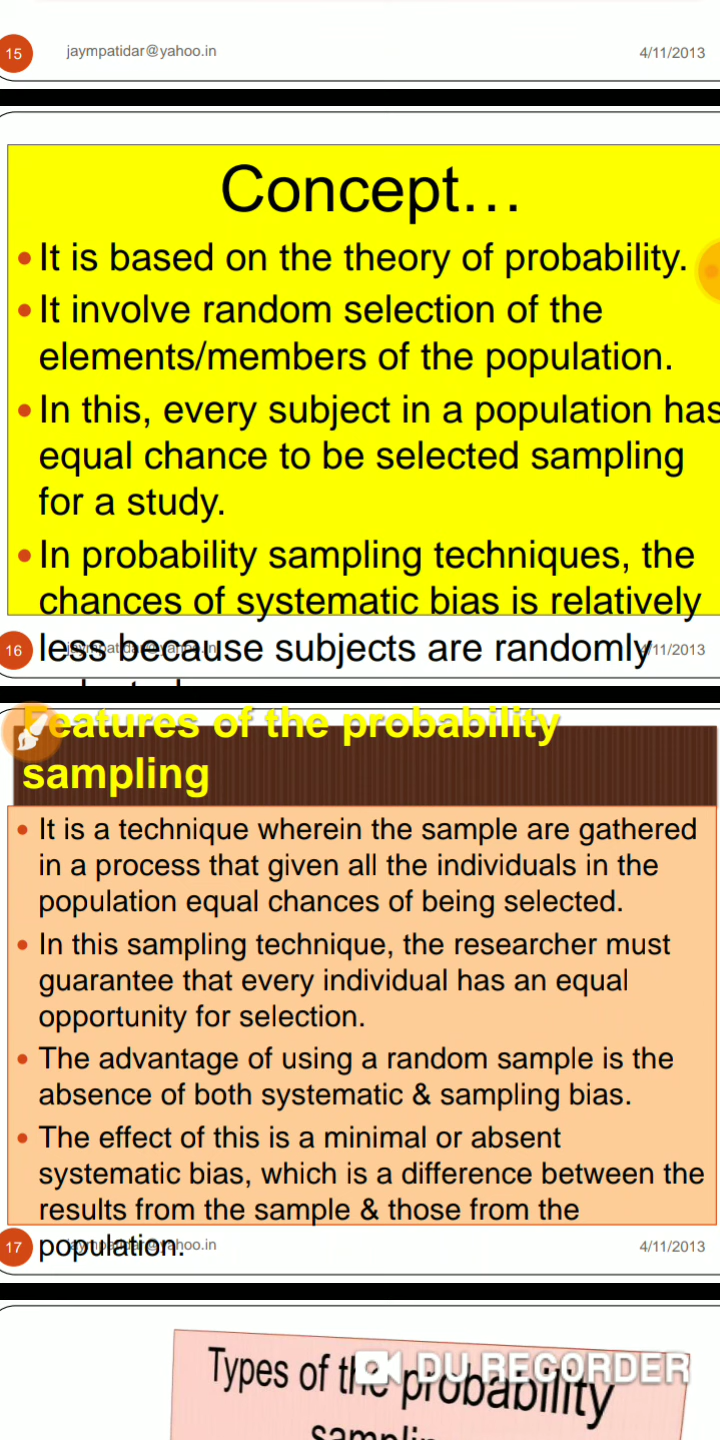 15 jaympatidar@yahoo.in 4/11/2013
Concept...
•It is based on the theory of probability.
•It involve random selection of the
elements/members of the population.
•In this, every subject in a population has
equal chance to be selected sampling
for a study.
•In probability sampling techniques, the
chances of systematic bias is relatively
less because subjects are randomly
16 jaympatidar@yahoo.in 4/11/2013
Features of the probability
sampling
• It is a technique wherein the sample are gathered
in a process that given all the individuals in the
population equal chances of being selected.
• In this sampling technique, the researcher must
guarantee that every individual has an equal
opportunity for selection.
• The advantage of using a random sample is the
absence of both systematic & sampling bias.
• The effect of this is a minimal or absent
systematic bias, which is a difference between the
results from the sample & those from the
population.
17 jaympatidar@yahoo.in 4/11/2013
Types of the probability
DU RECORDER